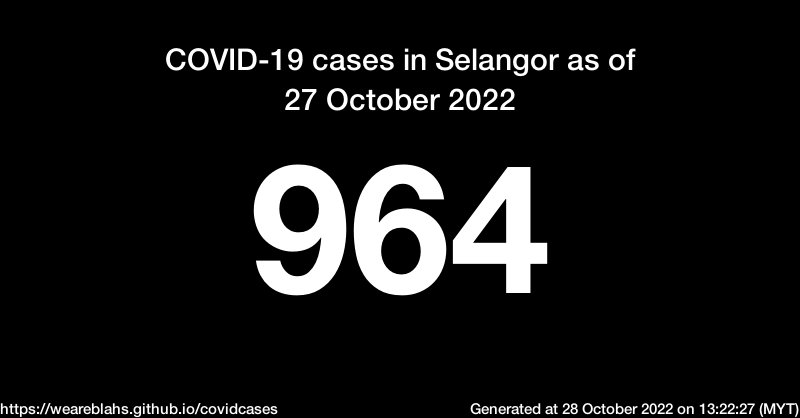 COVID-19 cases in Selangor as of
27 October 2022
964
https://weareblahs.github.io/covidcases
Generated at 28 October 2022 on 13:22:27 (MYT)